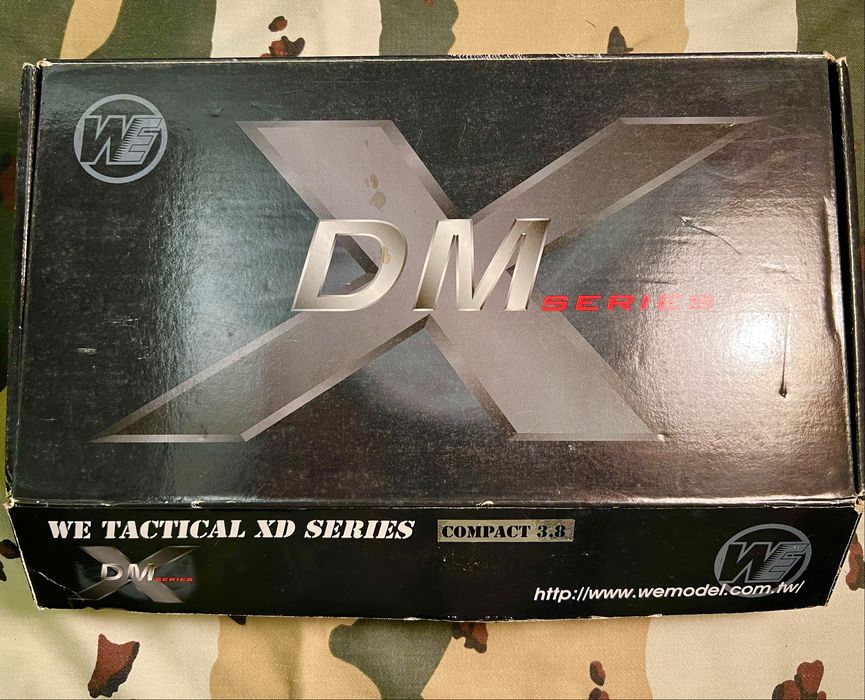 WE
X
DM
SERIES
WE TACTICAL XD SERIES COMPACT 3.8
X
DM SERIES
WE
http://www.wemodel.com.tw/